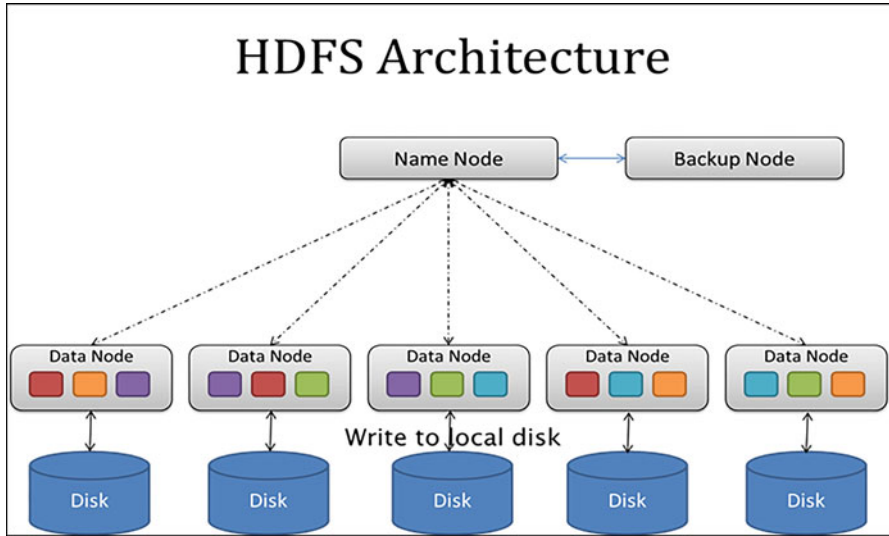 HDFS Architecture
Name Node
Backup Node
Data Node
Data Node
Data Node
Data Node
Data Node
Write to local disk
Disk
Disk
Disk
Disk
Disk